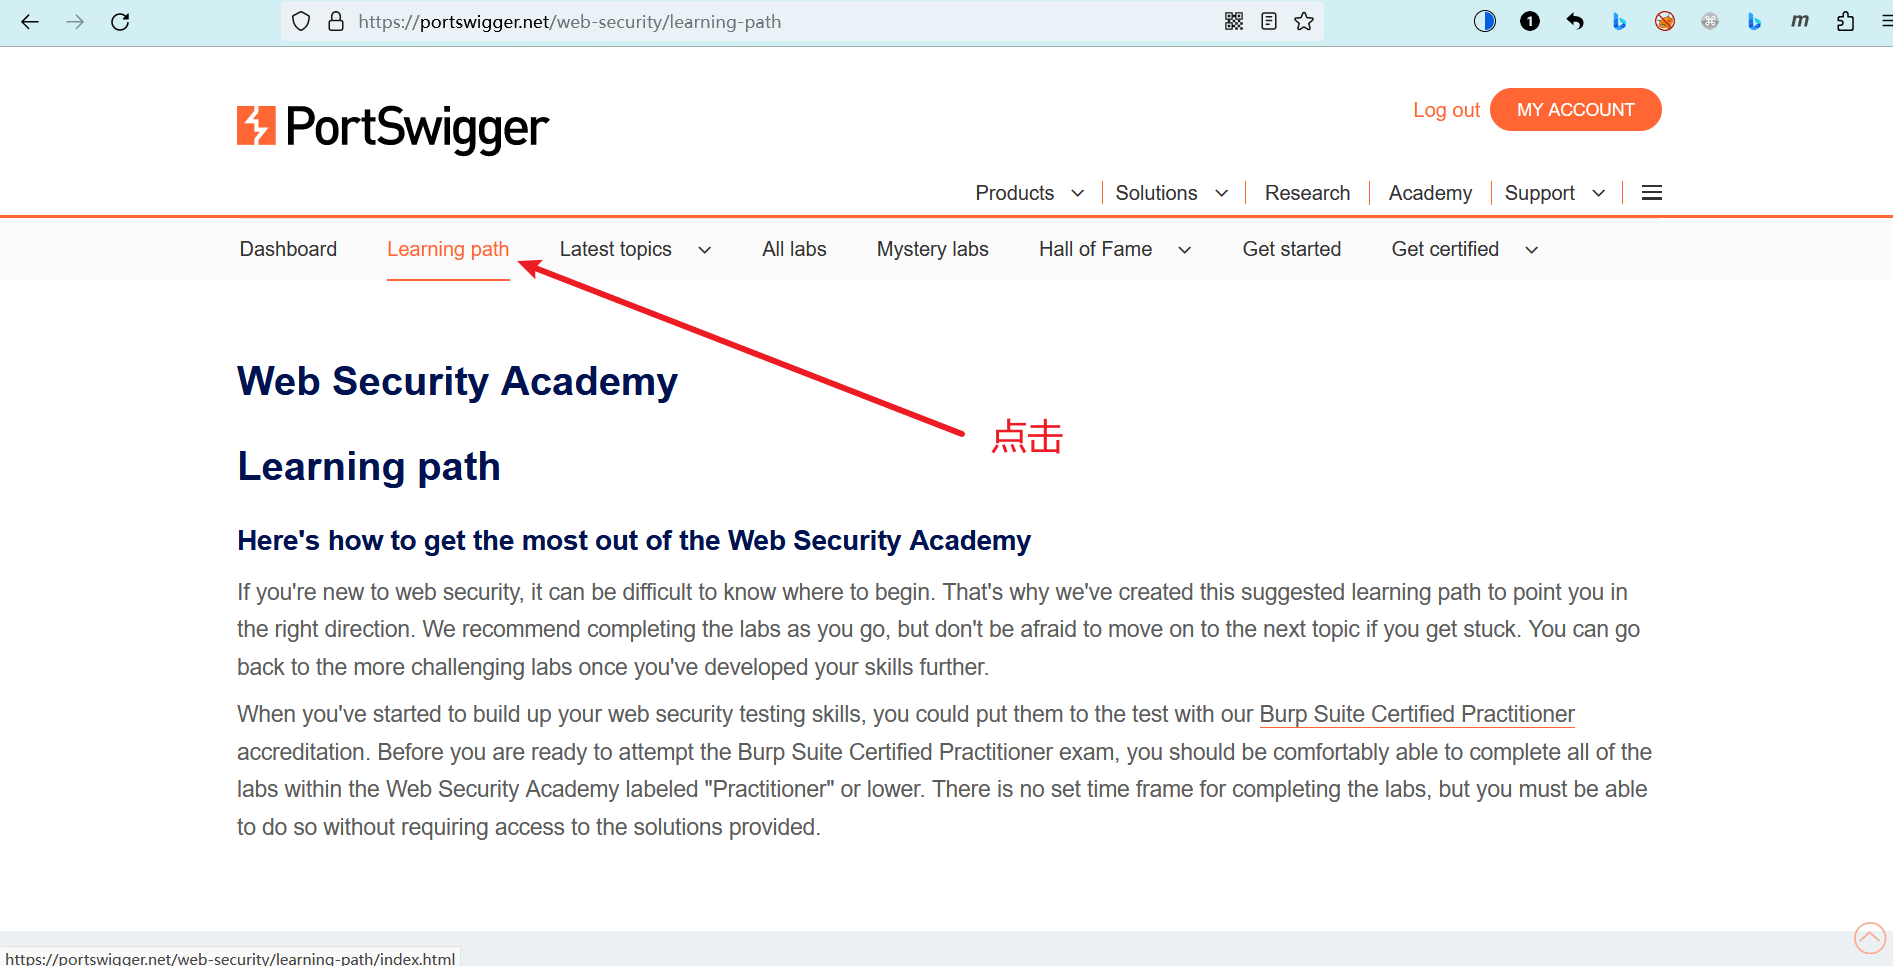 https://portswigger.net/web-security/learning-path
1
m
PortSwigger
Log out MY ACCOUNT
Products Solutions Research Academy Support
Dashboard Learning path Latest topics All labs Mystery labs Hall of Fame Get started Get certified
Web Security Academy
点击
Learning path
Here's how to get the most out of the Web Security Academy
If you're new to web security, it can be difficult to know where to begin. That's why we've created this suggested learning path to point you in
the right direction. We recommend completing the labs as you go, but don't be afraid to move on to the next topic if you get stuck. You can go
back to the more challenging labs once you've developed your skills further.
When you've started to build up your web security testing skills, you could put them to the test with our Burp Suite Certified Practitioner
accreditation. Before you are ready to attempt the Burp Suite Certified Practitioner exam, you should be comfortably able to complete all of the
labs within the Web Security Academy labeled "Practitioner" or lower. There is no set time frame for completing the labs, but you must be able
to do so without requiring access to the solutions provided.
https://portswigger.net/web-security/learning-path/index.html